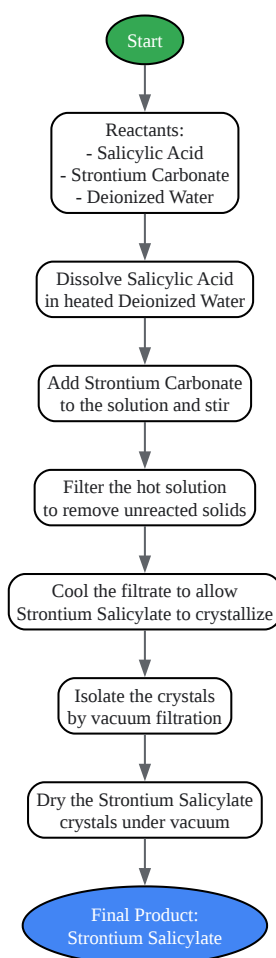 Start
Reactants:
- Salicylic Acid
- Strontium Carbonate
- Deionized Water
Dissolve Salicylic Acid
in heated Deionized Water
Add Strontium Carbonate
to the solution and stir
Filter the hot solution
to remove unreacted solids
Cool the filtrate to allow
Strontium Salicylate to crystallize
Isolate the crystals
by vacuum filtration
Dry the Strontium Salicylate
crystals under vacuum
Final Product:
Strontium Salicylate